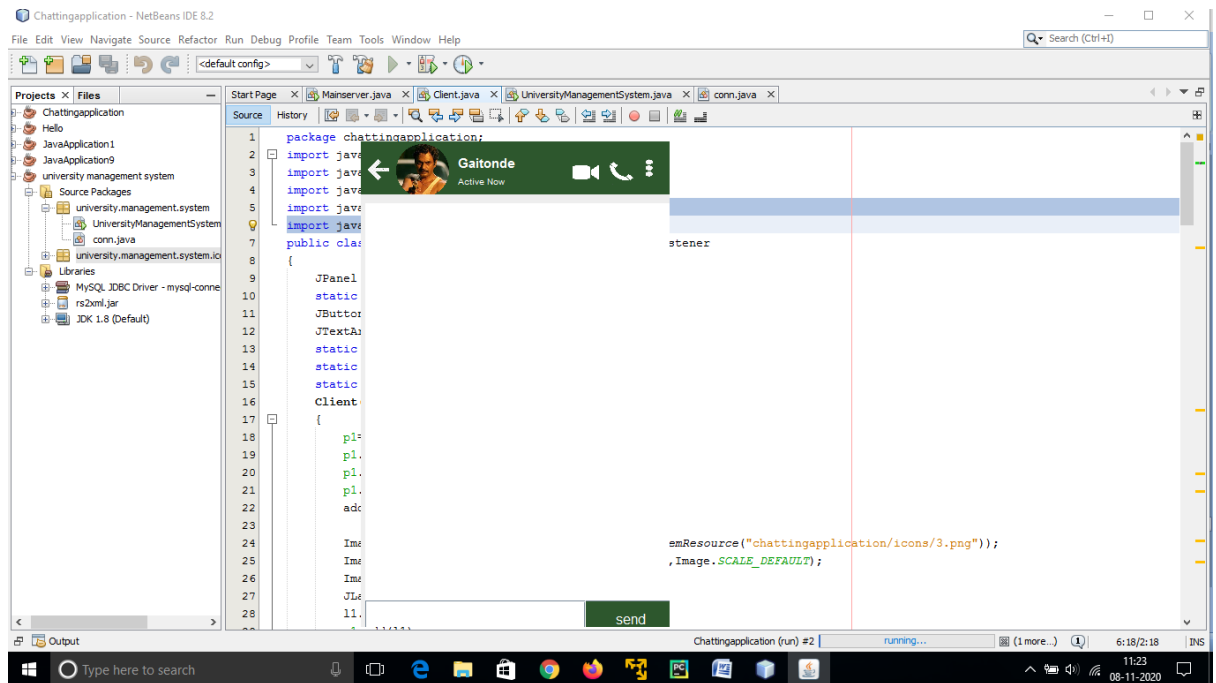 Chattingapplication - NetBeans IDE 8.2
File Edit View Navigate Source Refactor Run Debug Profile Team Tools Window Help
Search (Ctrl+I)
<default config>
Projects Files
Start Page Mainserver.java Client.java UniversityManagementSystem.java conn.java
Chattingapplication
Hello
JavaApplication1
JavaApplication9
university management system
Source Packages
university.management.system
UniversityManagementSystem
conn.java
university.management.system.ico
Libraries
MySQL JDBC Driver - mysql-conne
rs2xml.jar
JDK 1.8 (Default)
Source History
1 package chattingapplication;
2 import java
3 import java
4 import java
5 import java
import java
7 public clas stener
8 {
9 JPanel
10 static
11 JButton
12 JTextA
13 static
14 static
15 static
16 Client
17 {
18 p1=
19 p1.
20 p1.
21 p1.
22 add
23
24 Ima emResource("chattingapplication/icons/3.png"));
25 Ima ,Image.SCALE_DEFAULT);
26 Ima
27 JLa
28 l1.
Gaitonde
Active Now
send
Output
Chattingapplication (run) #2 running... (1 more...) 1 6:18/2:18 INS
Type here to search
11:23
08-11-2020